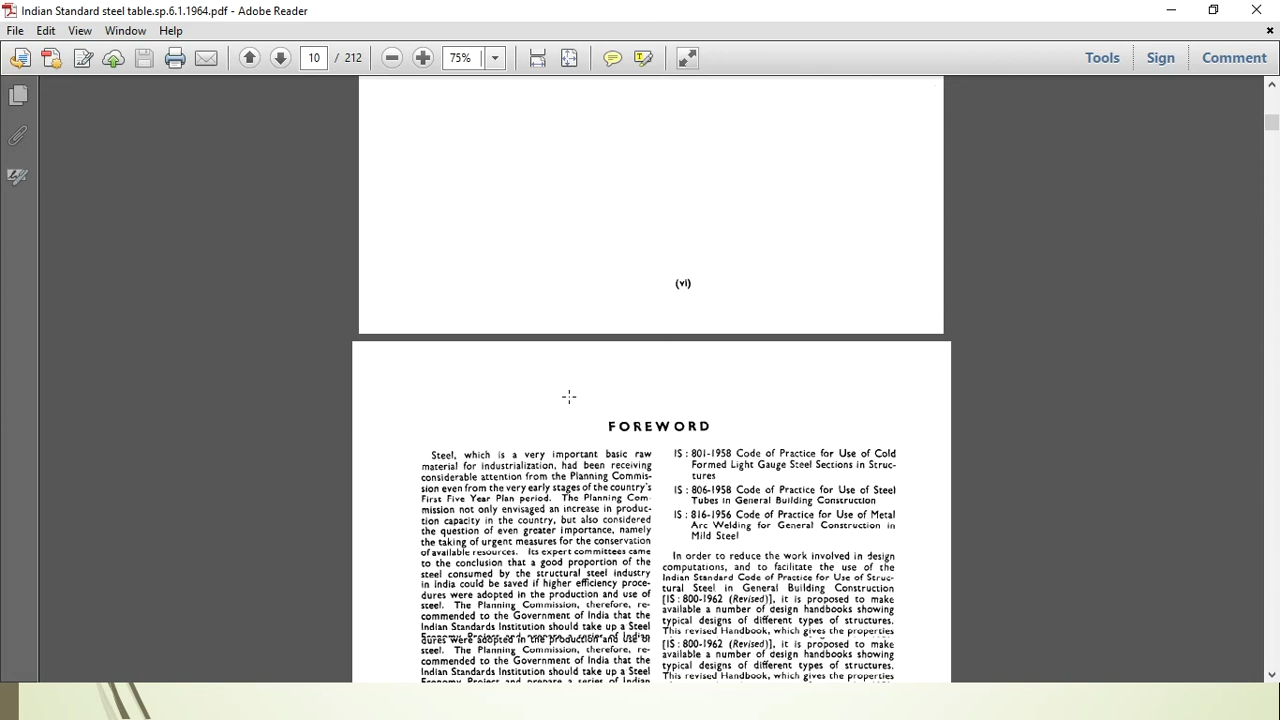 Indian Standard steel table.sp.6.1.1964.pdf - Adobe Reader
File Edit View Window Help
10 / 212 75% Tools Sign Comment
(vi)
FOREWORD
Steel, which is a very important basic raw
material for industrialization, had been receiving
considerable attention from the Planning Commis-
sion even from the very early stages of the country's
First Five Year Plan period. The Planning Com-
mission not only envisaged an increase in produc-
tion capacity in the country, but also considered
the question of even greater importance, namely
the taking of urgent measures for the conservation
of available resources. Its expert committees came
to the conclusion that a good proportion of the
steel consumed by the structural steel industry
in India could be saved if higher efficiency proce-
dures were adopted in the production and use of
steel. The Planning Commission, therefore, re-
commended to the Government of India that the
Indian Standards Institution should take up a Steel
dures were adopted in the production and use of
steel. The Planning Commission, therefore, re-
commended to the Government of India that the
Indian Standards Institution should take up a Steel
Economy Project and prepare a series of Indian
IS : 801-1958 Code of Practice for Use of Cold
Formed Light Gauge Steel Sections in Struc-
tures
IS : 806-1958 Code of Practice for Use of Steel
Tubes in General Building Construction
IS : 816-1956 Code of Practice for Use of Metal
Arc Welding for General Construction in
Mild Steel
In order to reduce the work involved in design
computations, and to facilitate the use of the
Indian Standard Code of Practice for Use of Struc-
tural Steel in General Building Construction
[IS : 800-1962 (Revised)], it is proposed to make
available a number of design handbooks showing
typical designs of different types of structures.
This revised Handbook, which gives the properties
[IS : 800-1962 (Revised)], it is proposed to make
available a number of design handbooks showing
typical designs of different types of structures.
This revised Handbook, which gives the properties